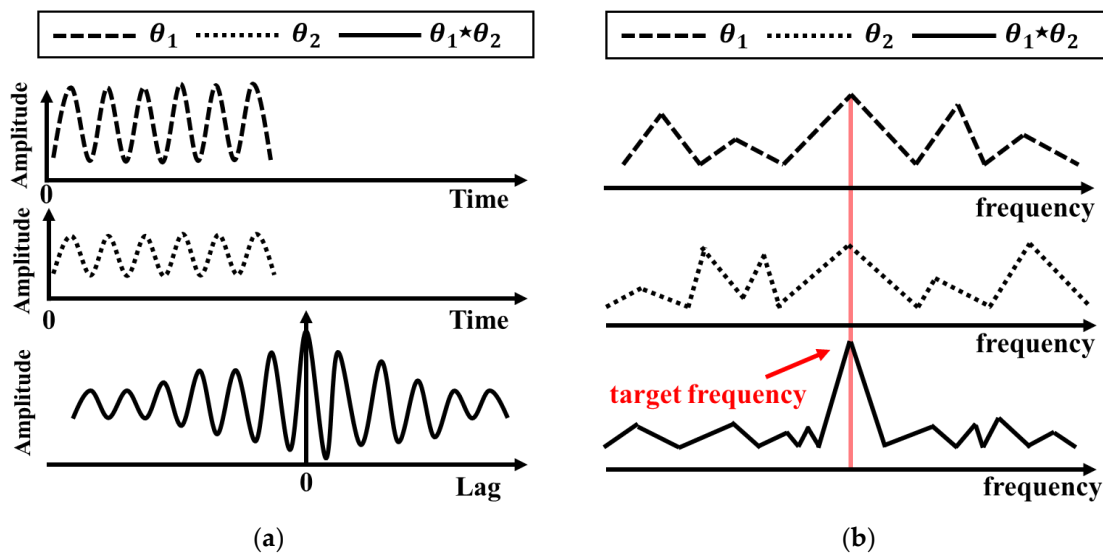 θ₁ θ₂ θ₁⋆θ₂
Amplitude
0
Time
Amplitude
0
Time
Amplitude
0
Lag
(a)
θ₁ θ₂ θ₁⋆θ₂
frequency
frequency
target frequency
frequency
(b)